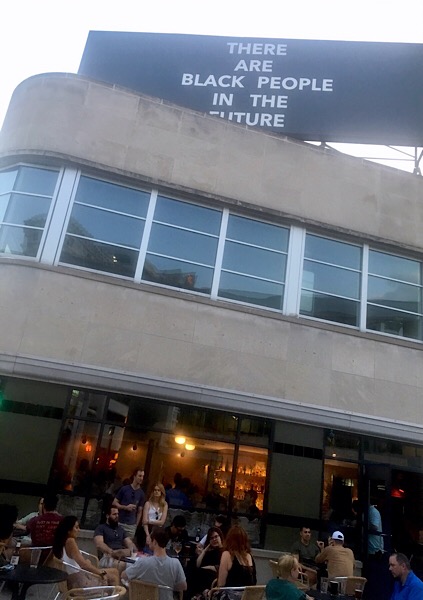 THERE
ARE
BLACK PEOPLE
IN THE
FUTURE